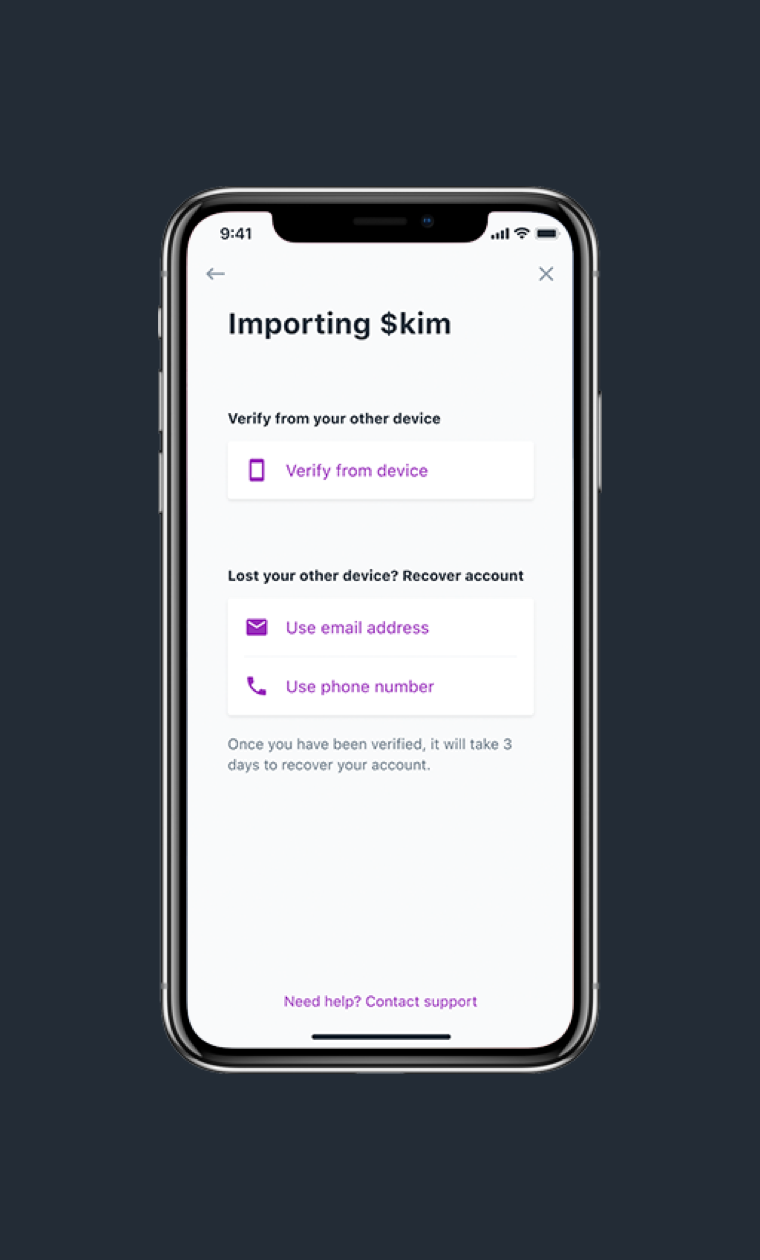 9:41
Importing $kim
Verify from your other device
Verify from device
Lost your other device? Recover account
Use email address
Use phone number
Once you have been verified, it will take 3
days to recover your account.
Need help? Contact support